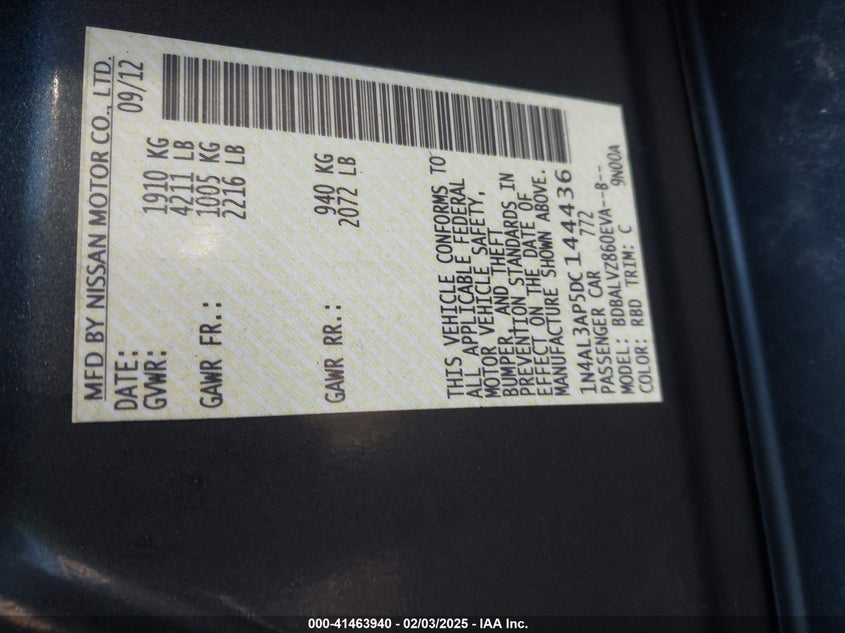 MFD BY NISSAN MOTOR CO., LTD.
DATE: 09/12
GVWR: 1910 KG
4211 LB
GAWR FR.: 1005 KG
2216 LB
GAWR RR.: 940 KG
2072 LB
THIS VEHICLE CONFORMS TO
ALL APPLICABLE FEDERAL
MOTOR VEHICLE SAFETY,
BUMPER, AND THEFT
PREVENTION STANDARDS IN
EFFECT ON THE DATE OF
MANUFACTURE SHOWN ABOVE.
1N4AL3AP5DC144436
PASSENGER CAR 772
MODEL: BDBALVZ860EVA--B--
COLOR: RBD TRIM: C 9N00A
000-41463940 - 02/03/2025 - IAA Inc.